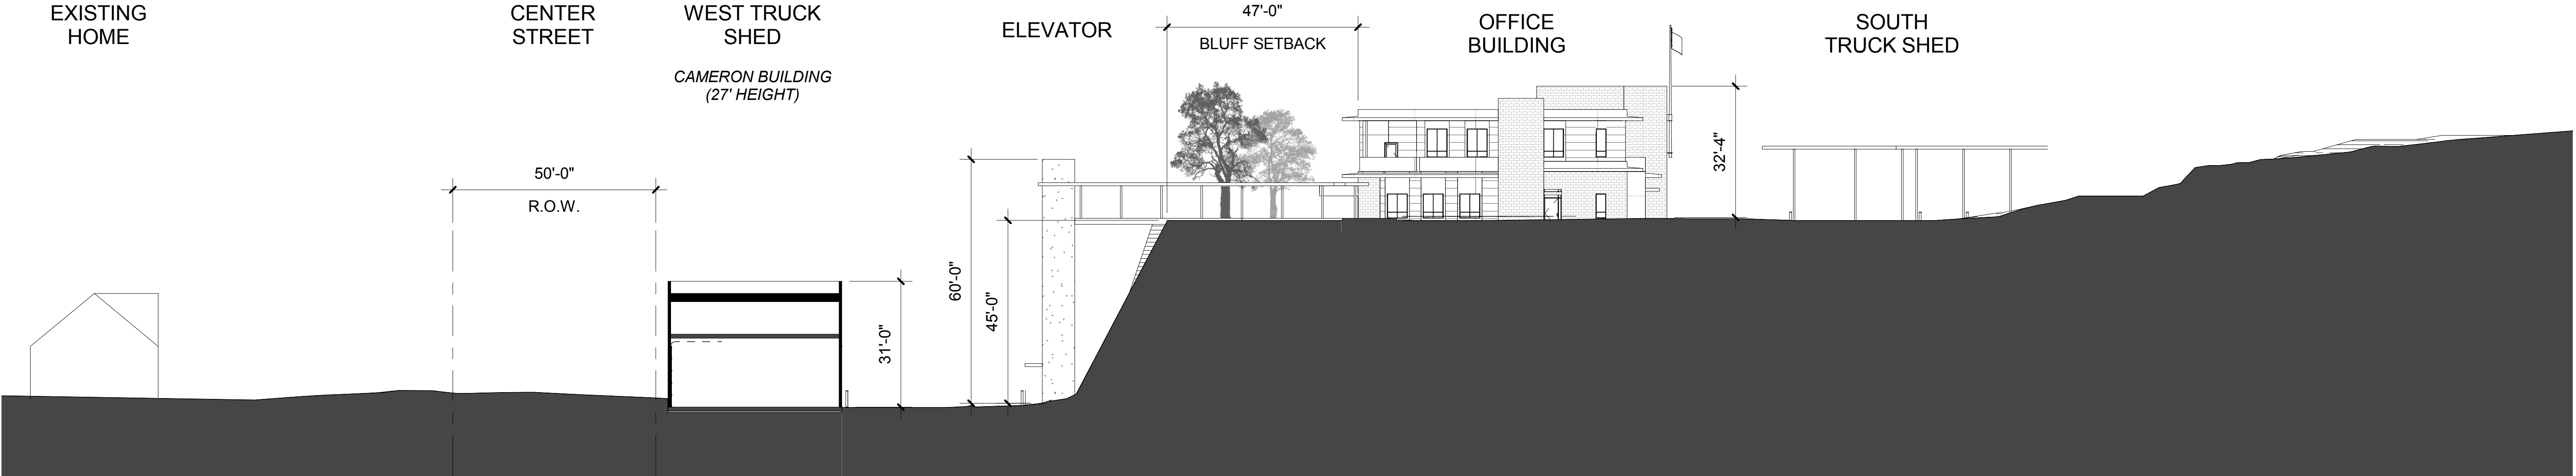 EXISTING
HOME
CENTER
STREET
WEST TRUCK
SHED
CAMERON BUILDING
(27' HEIGHT)
ELEVATOR
47'-0"
BLUFF SETBACK
OFFICE
BUILDING
SOUTH
TRUCK SHED
50'-0"
R.O.W.
31'-0"
60'-0"
45'-0"
32'-4"